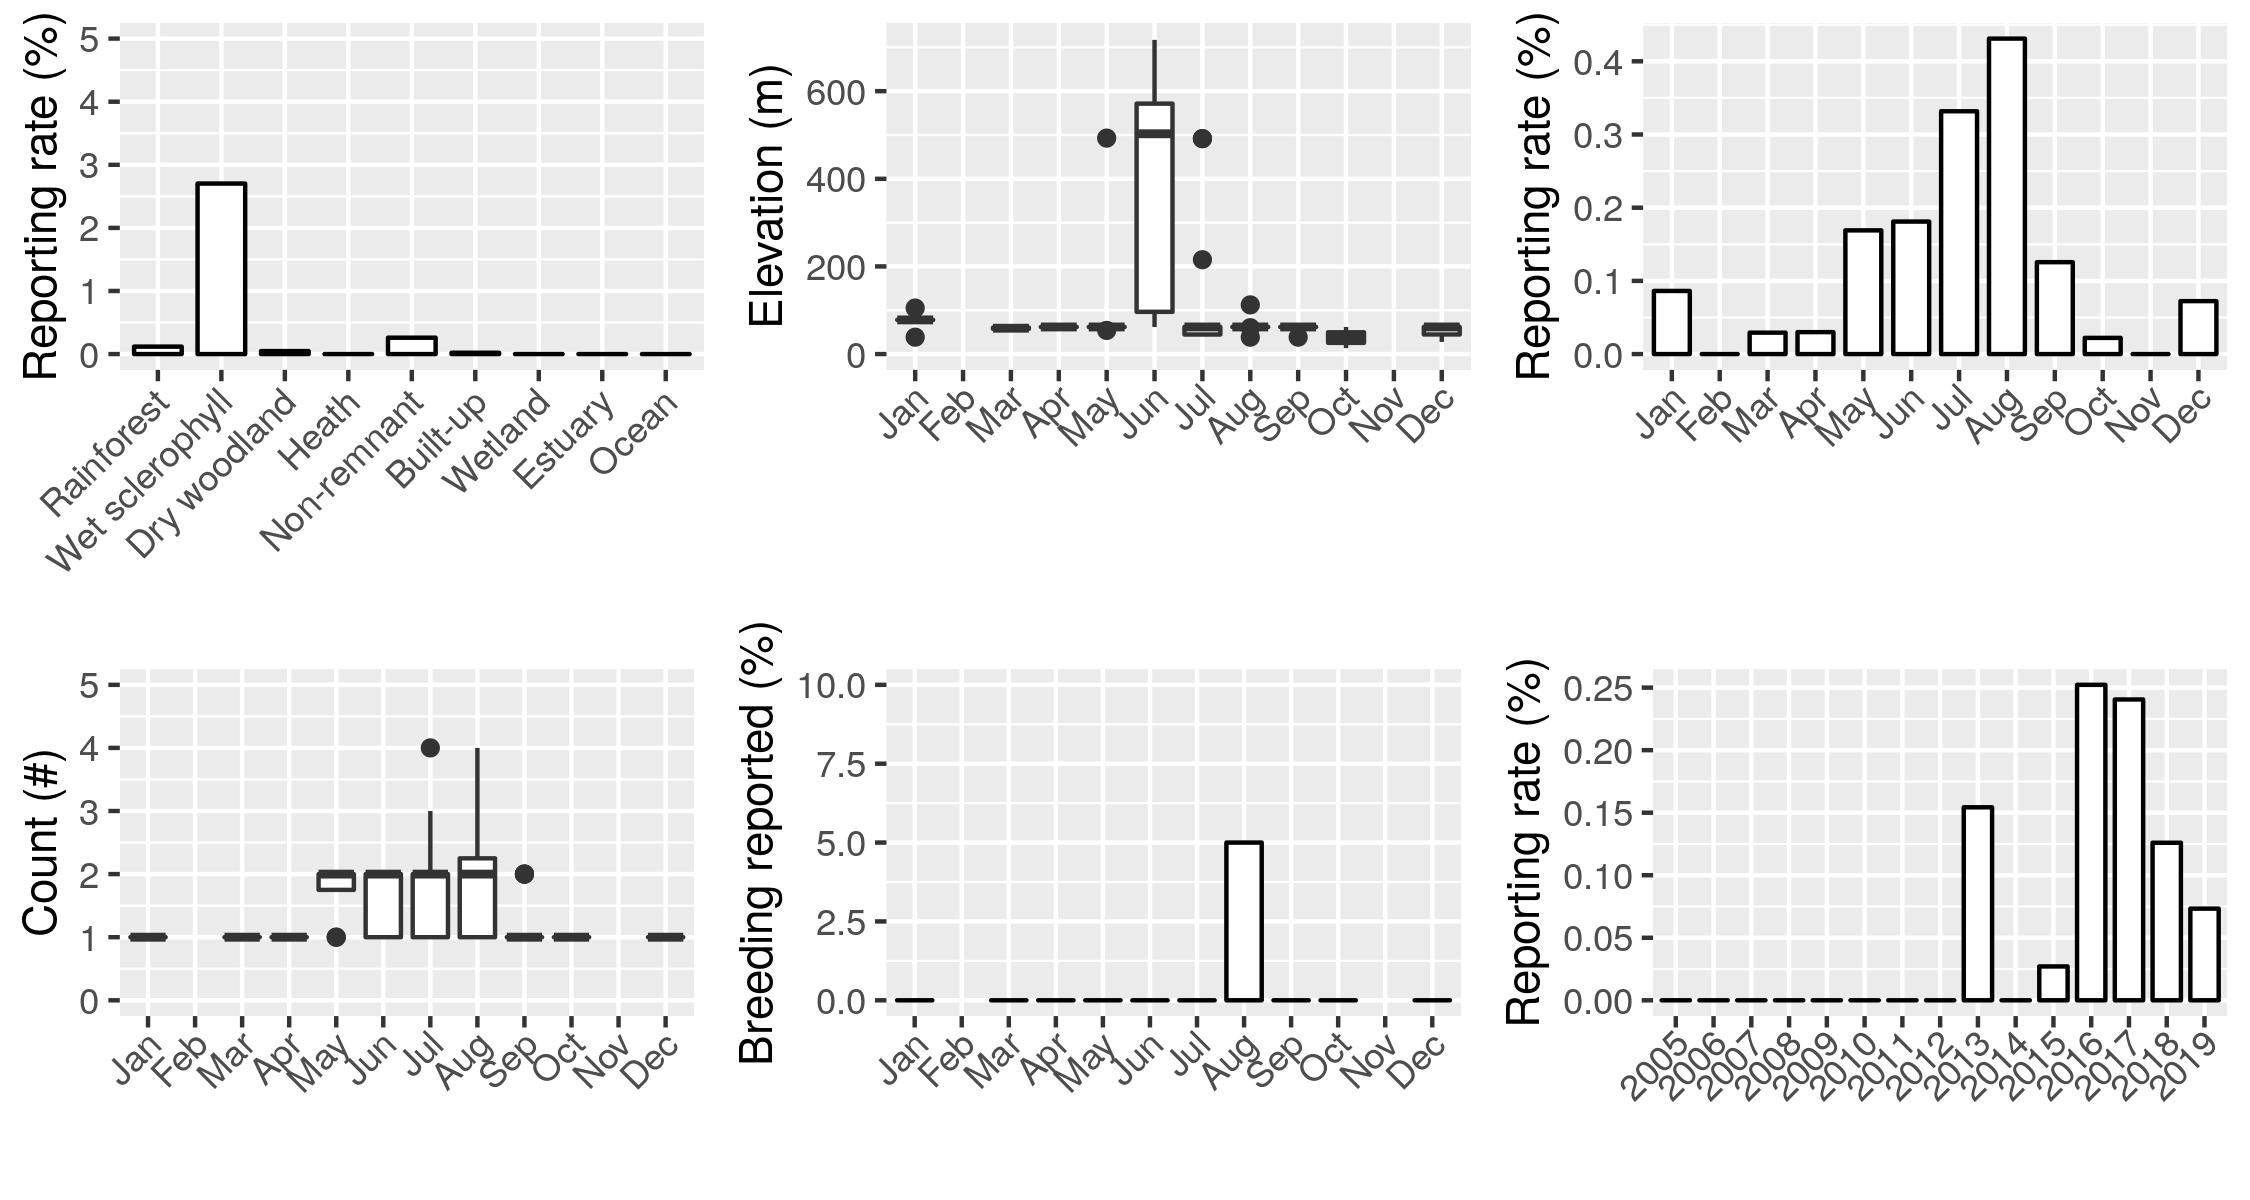 Reporting rate (%)
5
4
3
2
1
0
Rainforest
Wet sclerophyll
Dry woodland
Heath
Non-remnant
Built-up
Wetland
Estuary
Ocean
Elevation (m)
600
400
200
0
Jan
Feb
Mar
Apr
May
Jun
Jul
Aug
Sep
Oct
Nov
Dec
Reporting rate (%)
0.4
0.3
0.2
0.1
0.0
Jan
Feb
Mar
Apr
May
Jun
Jul
Aug
Sep
Oct
Nov
Dec
Count (#)
5
4
3
2
1
0
Jan
Feb
Mar
Apr
May
Jun
Jul
Aug
Sep
Oct
Nov
Dec
Breeding reported (%)
10.0
7.5
5.0
2.5
0.0
Jan
Feb
Mar
Apr
May
Jun
Jul
Aug
Sep
Oct
Nov
Dec
Reporting rate (%)
0.25
0.20
0.15
0.10
0.05
0.00
2005
2006
2007
2008
2009
2010
2011
2012
2013
2014
2015
2016
2017
2018
2019